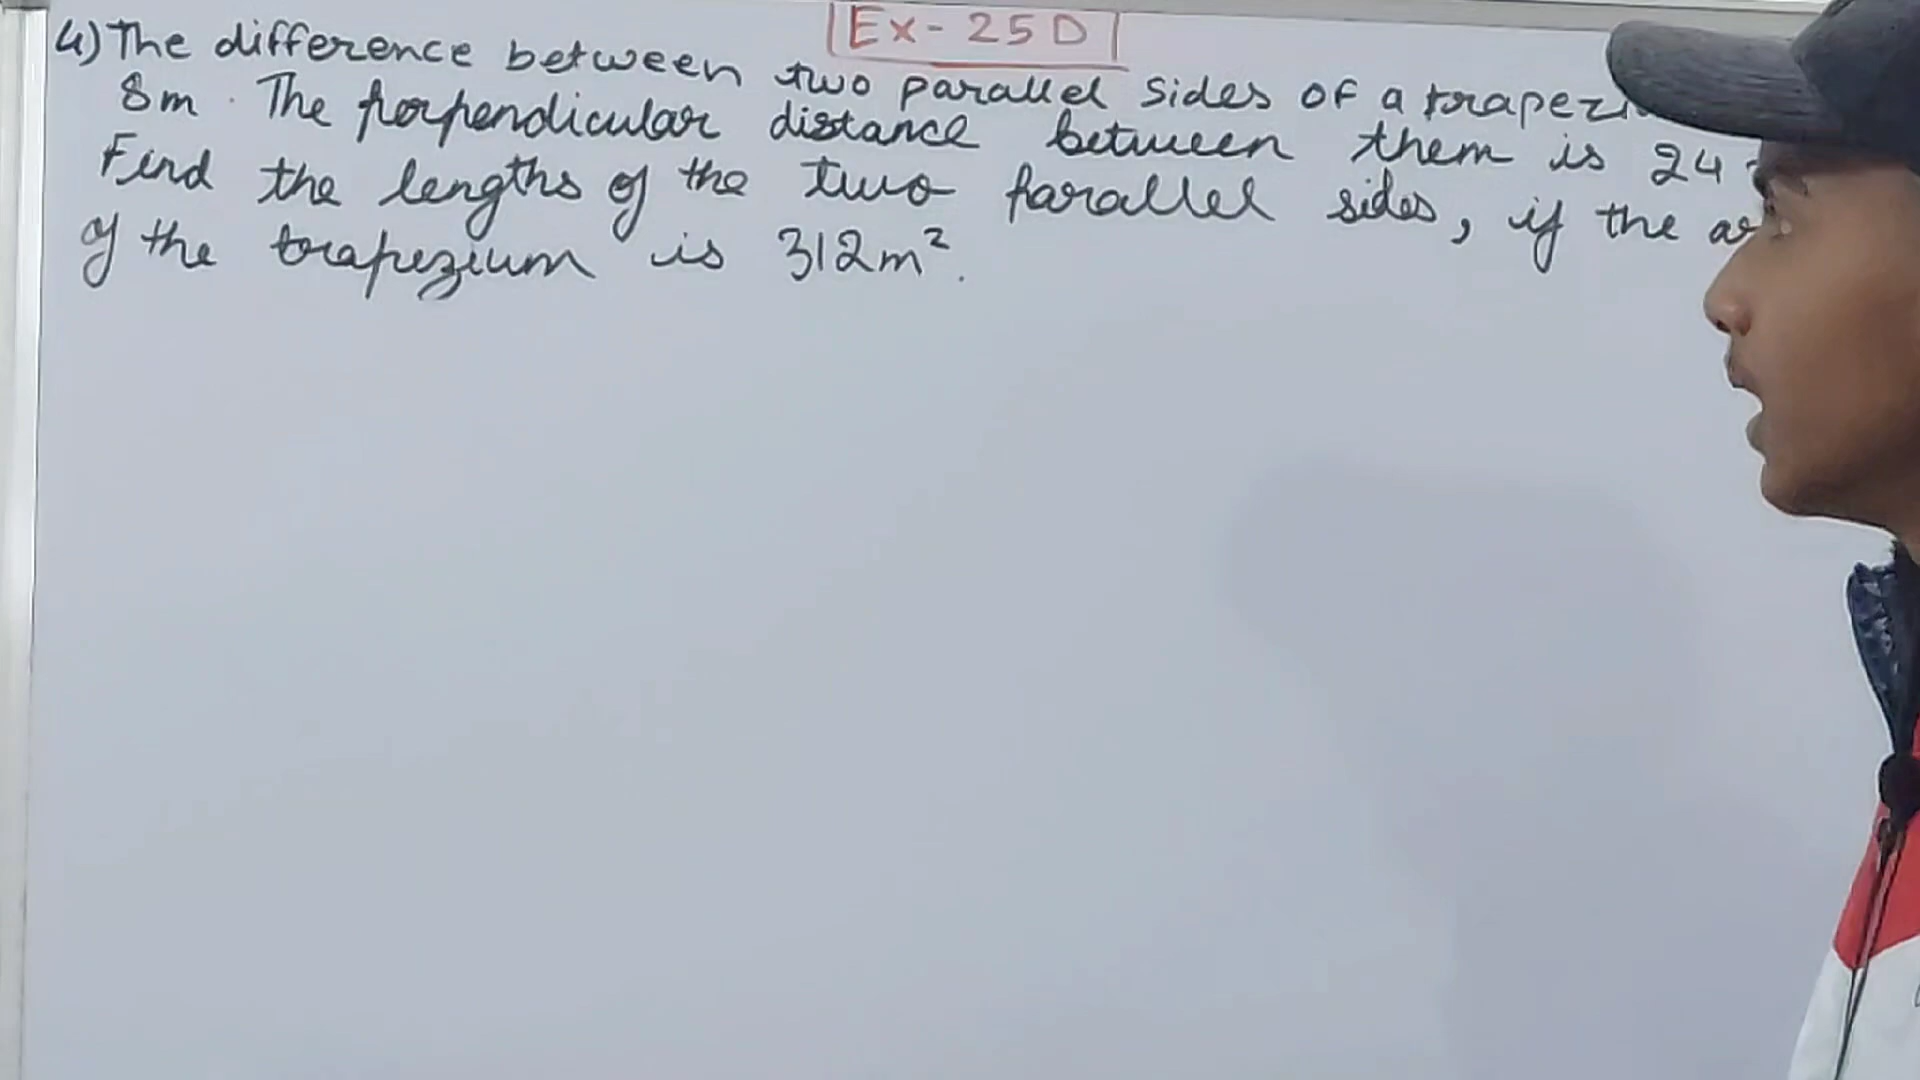 Ex- 25D
4) The difference between two parallel sides of a
8m. The perpendicular distance between them is 24
Find the lengths of the two parallel sides, if the
of the trapezium is 312m².